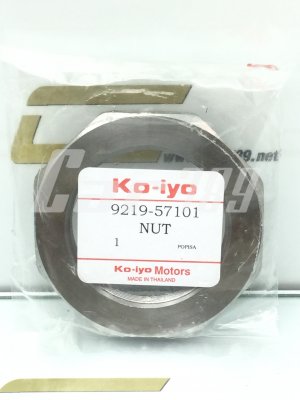 Ko-iyo
9219-57101
NUT
1 POPISA
Ko-iyo Motors
MADE IN THAILAND